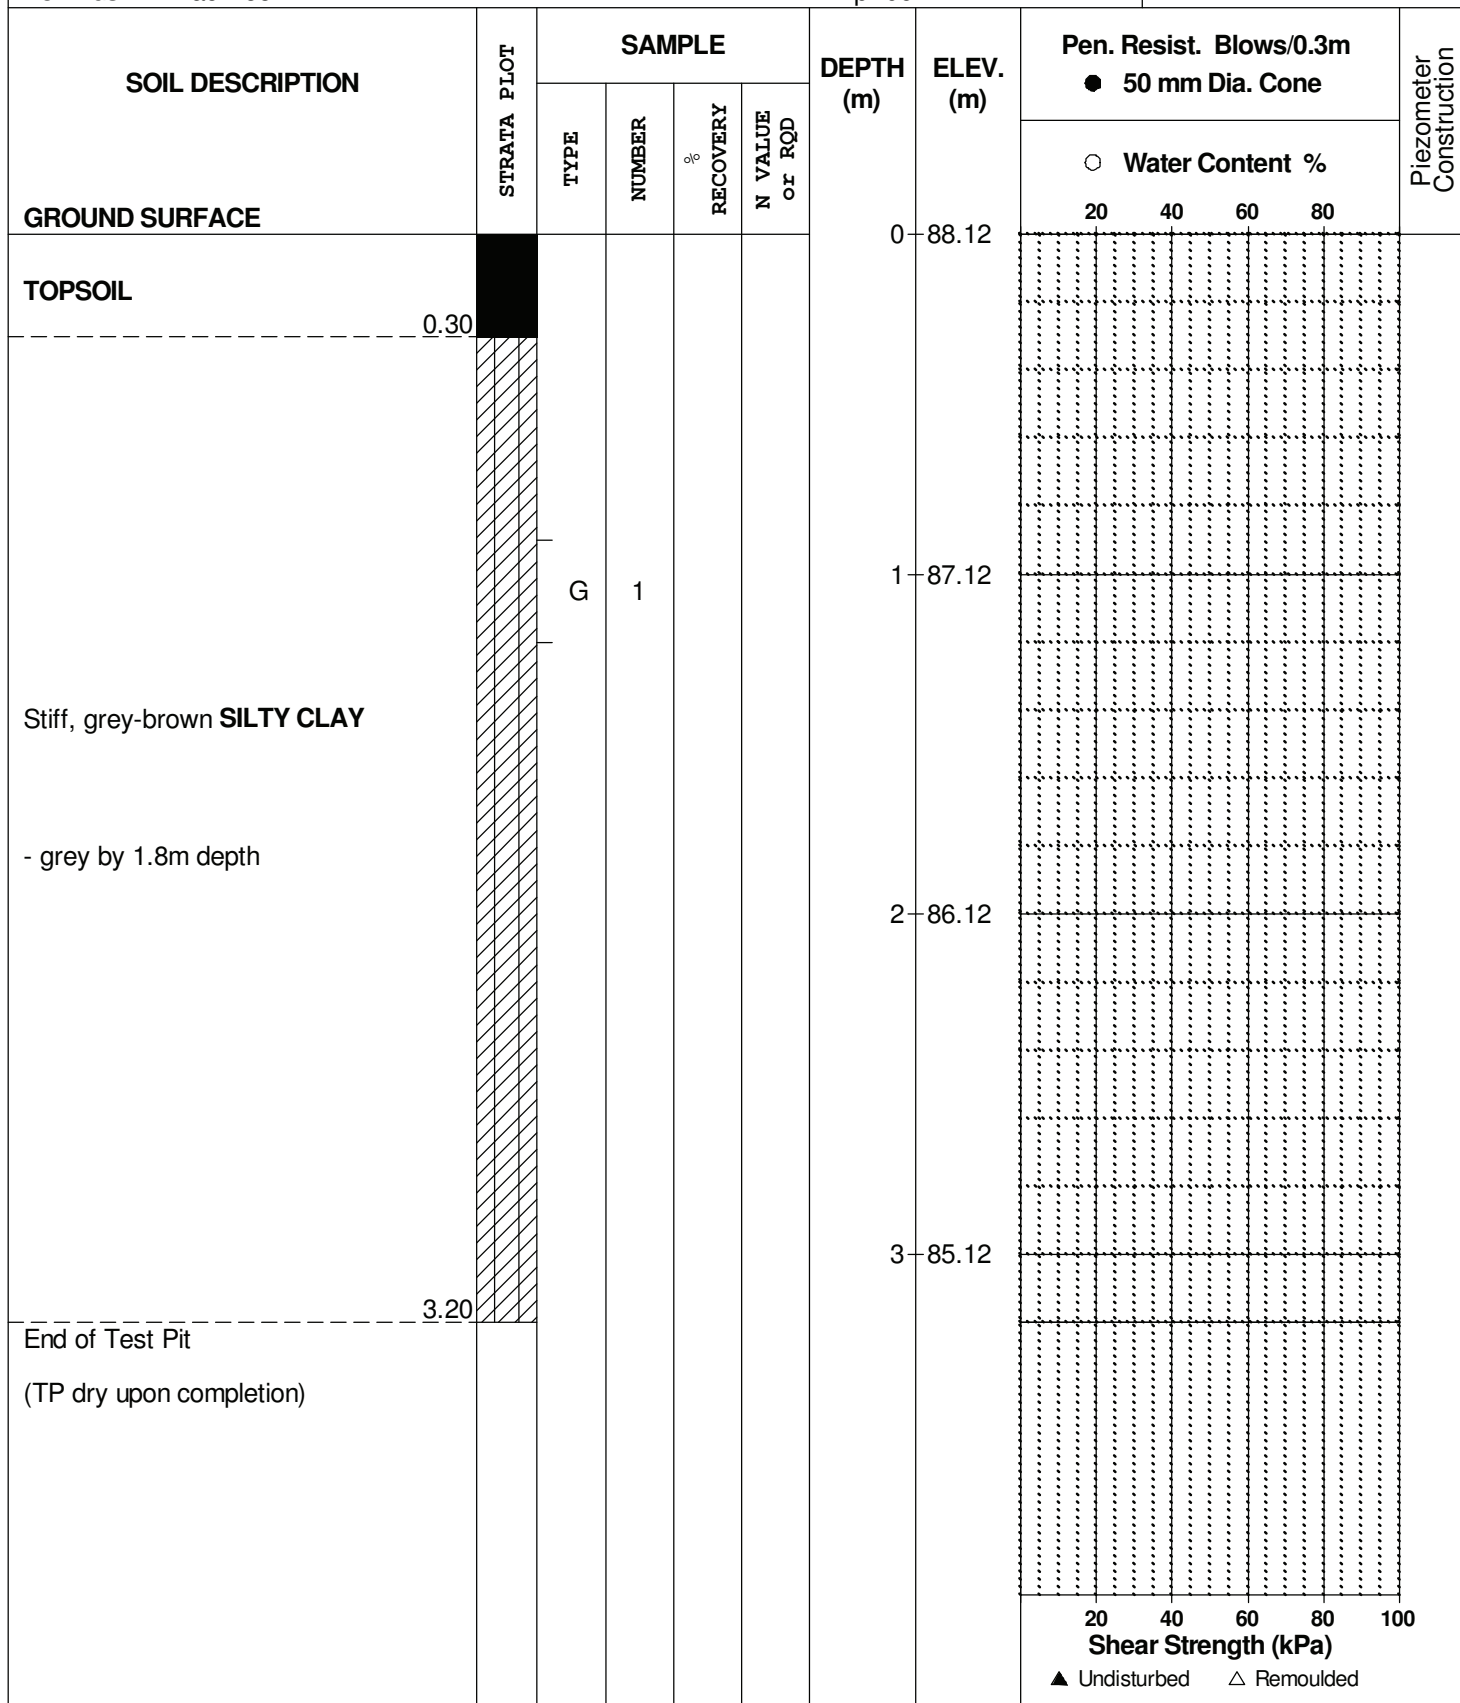 SOIL DESCRIPTION
GROUND SURFACE
STRATA PLOT
SAMPLE
TYPE
NUMBER
%
RECOVERY
N VALUE
or RQD
DEPTH
(m)
ELEV.
(m)
Pen. Resist. Blows/0.3m
● 50 mm Dia. Cone
○ Water Content %
20 40 60 80
Piezometer
Construction
0 88.12
TOPSOIL
0.30
G 1
1 87.12
Stiff, grey-brown SILTY CLAY
- grey by 1.8m depth
2 86.12
3 85.12
3.20
End of Test Pit
(TP dry upon completion)
20 40 60 80 100
Shear Strength (kPa)
▲ Undisturbed △ Remoulded